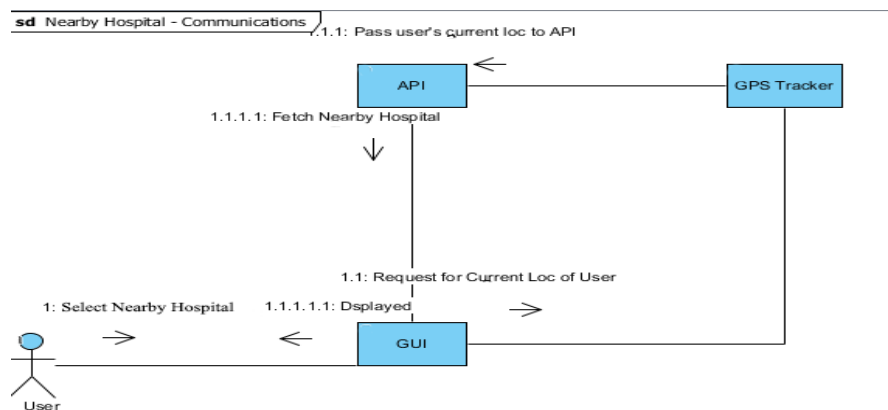 sd Nearby Hospital - Communications
1.1.1: Pass user's current loc to API
API
GPS Tracker
1.1.1.1: Fetch Nearby Hospital
1.1: Request for Current Loc of User
1: Select Nearby Hospital
1.1.1.1.1: Dsplayed
GUI
User